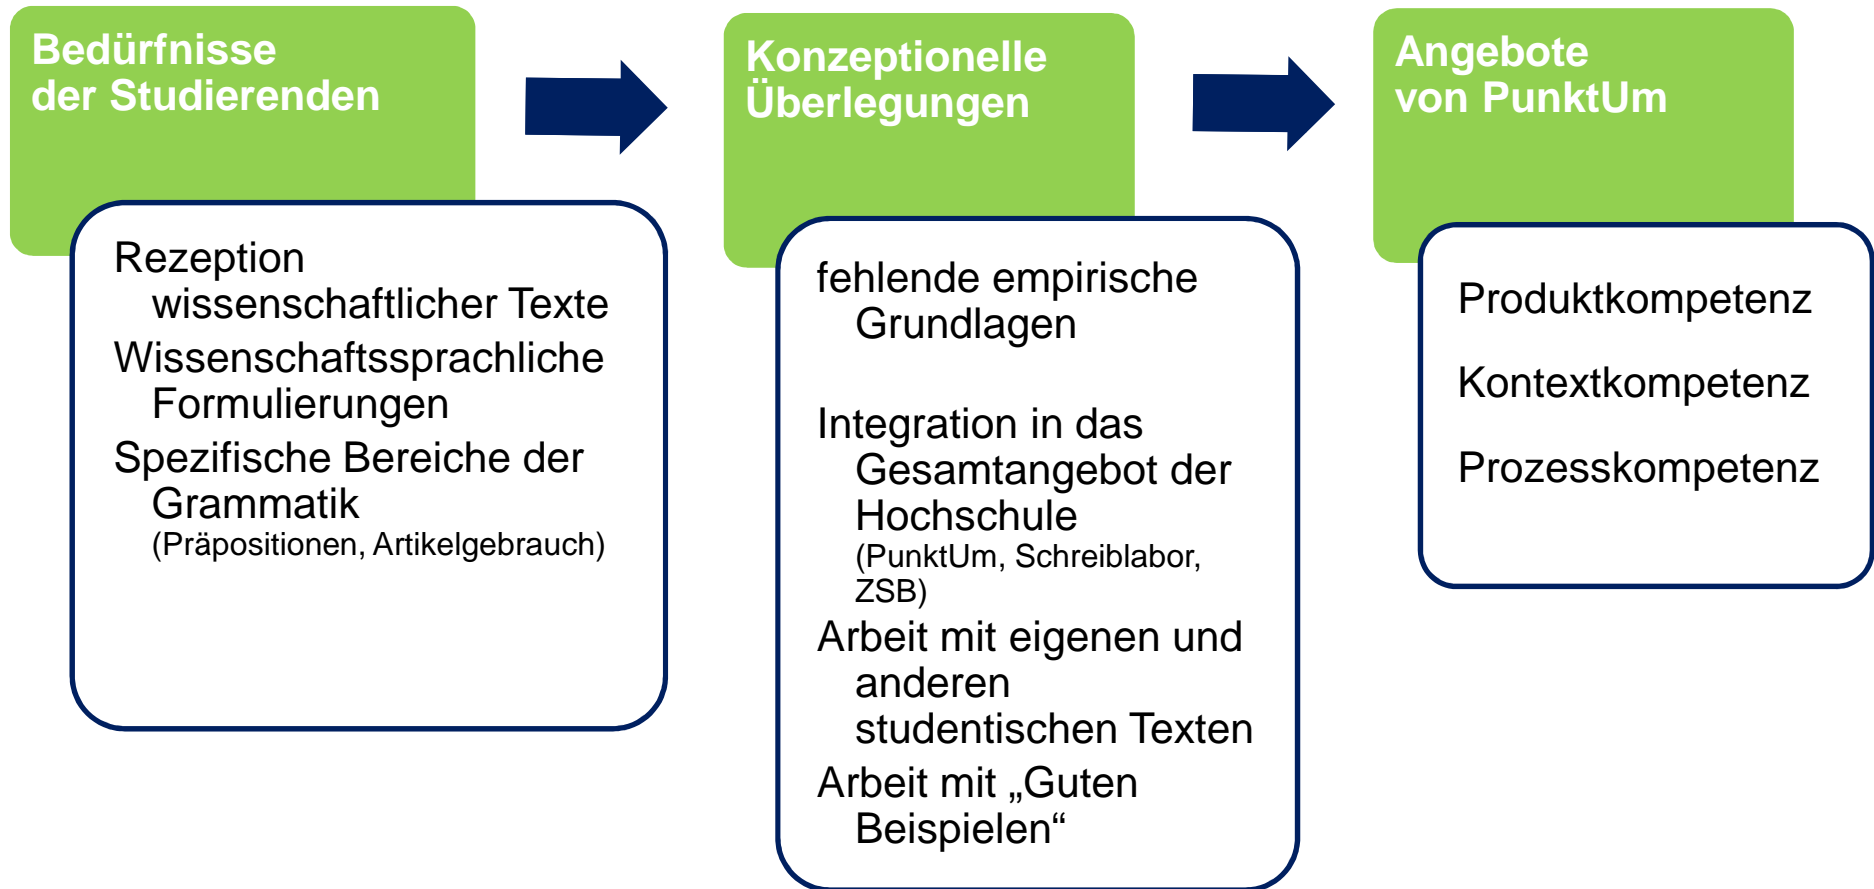 Bedürfnisse
der Studierenden
Rezeption
wissenschaftlicher Texte
Wissenschaftssprachliche
Formulierungen
Spezifische Bereiche der
Grammatik
(Präpositionen, Artikelgebrauch)
Konzeptionelle
Überlegungen
fehlende empirische
Grundlagen
Integration in das
Gesamtangebot der
Hochschule
(PunktUm, Schreiblabor,
ZSB)
Arbeit mit eigenen und
anderen
studentischen Texten
Arbeit mit „Guten
Beispielen“
Angebote
von PunktUm
Produktkompetenz
Kontextkompetenz
Prozesskompetenz